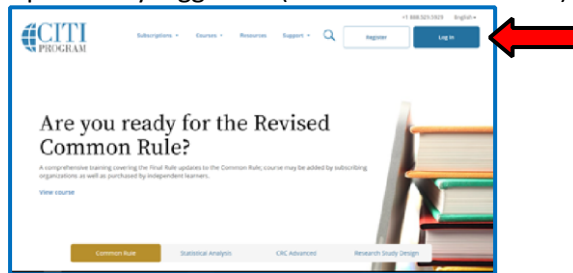 +1 888.529.5929 English
CITI
PROGRAM
Subscriptions Courses Resources Support Register Log In
Are you ready for the Revised
Common Rule?
A comprehensive training covering the Final Rule updates to the Common Rule; course may be added by subscribing
organizations as well as purchased by independent learners.
View course
Common Rule Statistical Analysis CRC Advanced Research Study Design